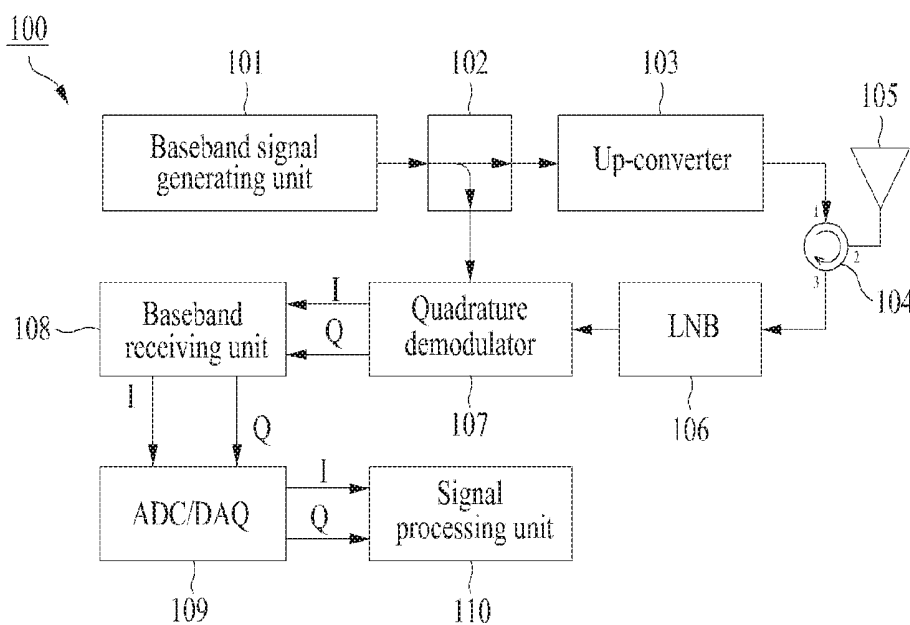 100
101
102
103
105
Baseband signal
generating unit
Up-converter
1
2
3
104
108
Baseband
receiving unit
I
Q
Quadrature
demodulator
LNB
107
106
I
Q
ADC/DAQ
I
Q
Signal
processing unit
109
110